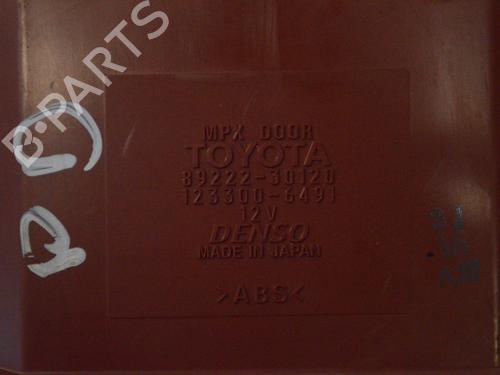 B-PARTS
MPX DOOR
TOYOTA
89222-30120
123300-6491
12V
DENSO
MADE IN JAPAN
>ABS<